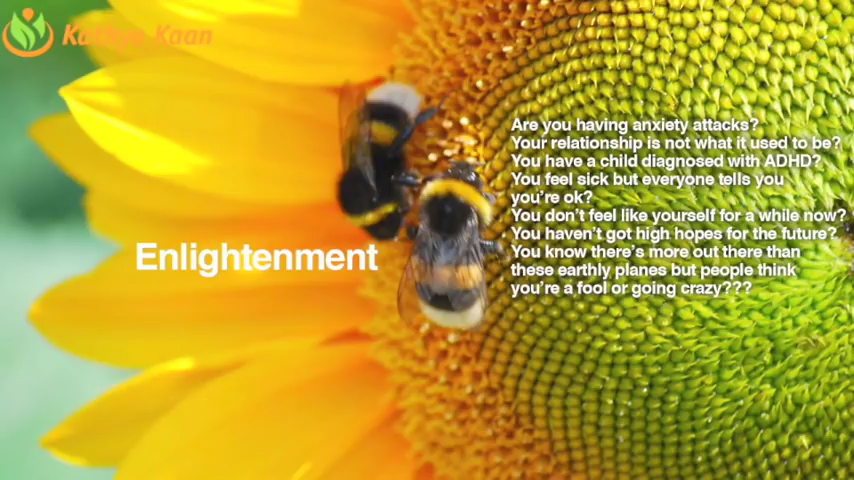 Kathye Kaan
Enlightenment
Are you having anxiety attacks?
Your relationship is not what it used to be?
You have a child diagnosed with ADHD?
You feel sick but everyone tells you
you're ok?
You don't feel like yourself for a while now?
You haven't got high hopes for the future?
You know there's more out there than
these earthly planes but people think
you're a fool or going crazy???